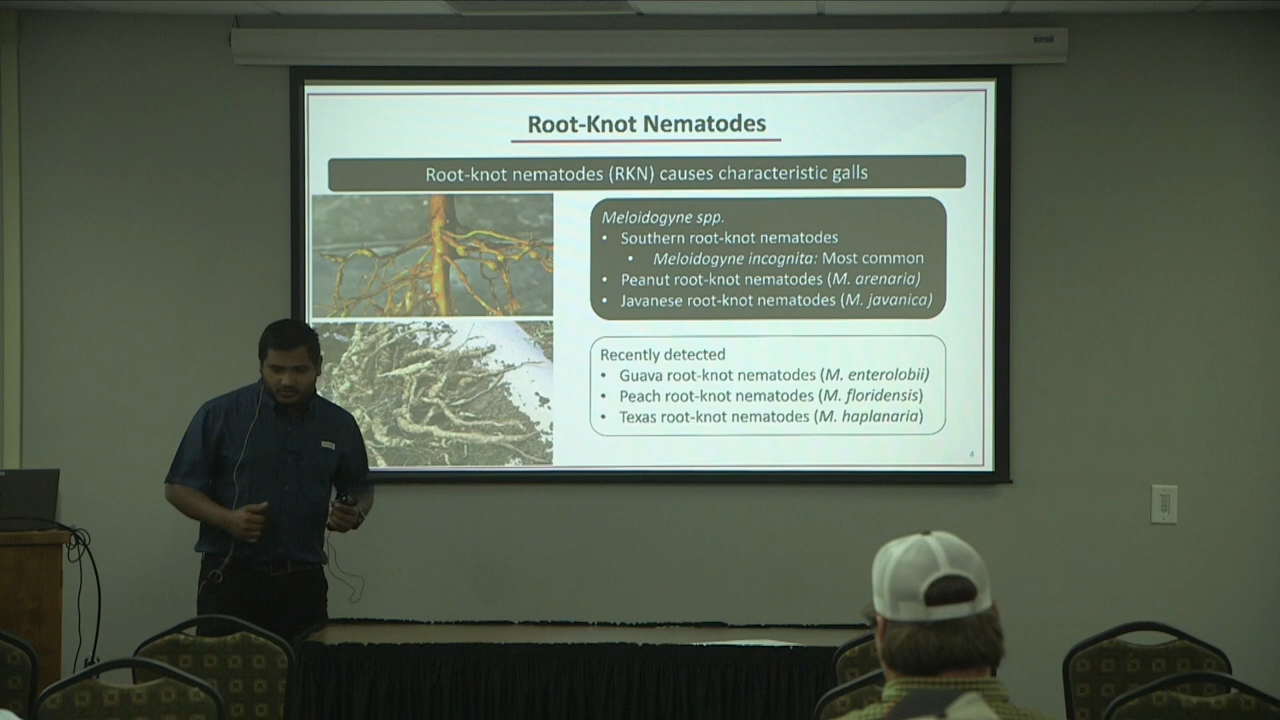 Root-Knot Nematodes
Root-knot nematodes (RKN) causes characteristic galls
Meloidogyne spp.
• Southern root-knot nematodes
• Meloidogyne incognita: Most common
• Peanut root-knot nematodes (M. arenaria)
• Javanese root-knot nematodes (M. javanica)
Recently detected
• Guava root-knot nematodes (M. enterolobii)
• Peach root-knot nematodes (M. floridensis)
• Texas root-knot nematodes (M. haplanaria)
4